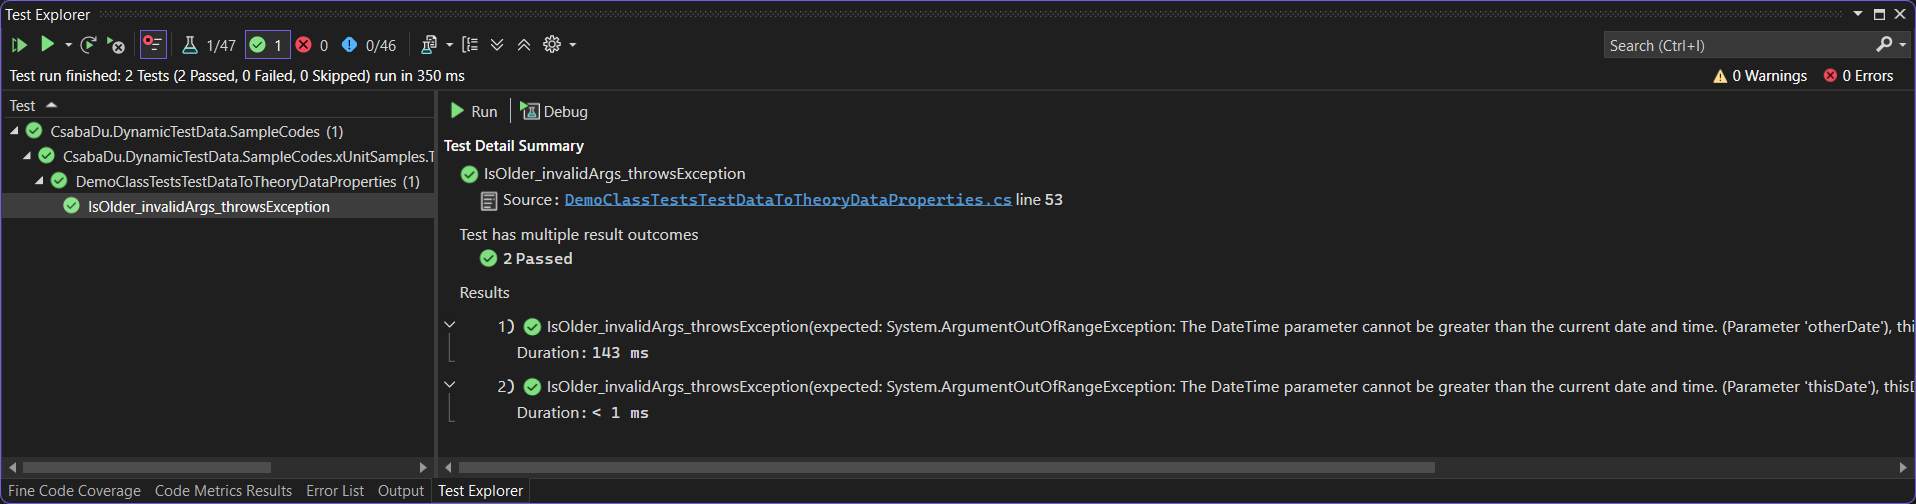 Test Explorer
1/47 1 0 0/46 Search (Ctrl+I)
Test run finished: 2 Tests (2 Passed, 0 Failed, 0 Skipped) run in 350 ms 0 Warnings 0 Errors
Test
CsabaDu.DynamicTestData.SampleCodes (1)
CsabaDu.DynamicTestData.SampleCodes.xUnitSamples.T
DemoClassTestsTestDataToTheoryDataProperties (1)
IsOlder_invalidArgs_throwsException
Run Debug
Test Detail Summary
IsOlder_invalidArgs_throwsException
Source: DemoClassTestsTestDataToTheoryDataProperties.cs line 53
Test has multiple result outcomes
2 Passed
Results
1) IsOlder_invalidArgs_throwsException(expected: System.ArgumentOutOfRangeException: The DateTime parameter cannot be greater than the current date and time. (Parameter 'otherDate'), thi
Duration: 143 ms
2) IsOlder_invalidArgs_throwsException(expected: System.ArgumentOutOfRangeException: The DateTime parameter cannot be greater than the current date and time. (Parameter 'thisDate'), thisD
Duration: < 1 ms
Fine Code Coverage Code Metrics Results Error List Output Test Explorer